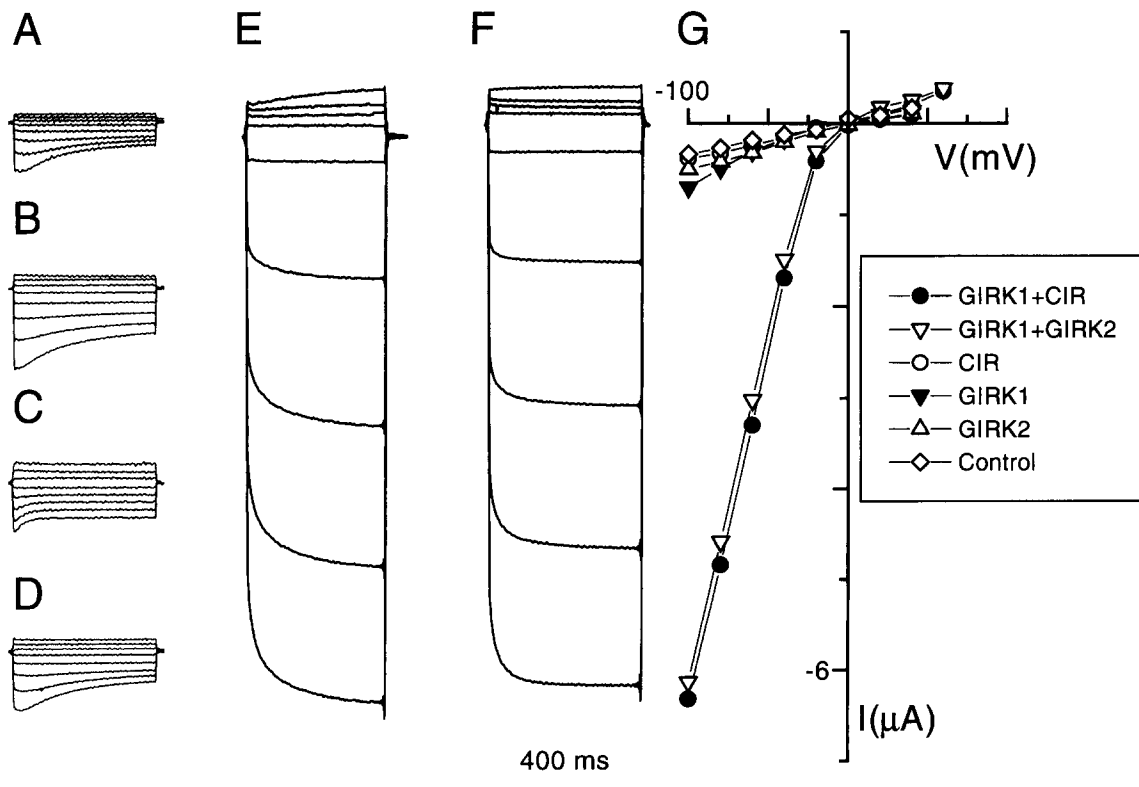 A
B
C
D
E
F
G
-100
V(mV)
GIRK1+CIR
GIRK1+GIRK2
CIR
GIRK1
GIRK2
Control
-6
I(μA)
400 ms